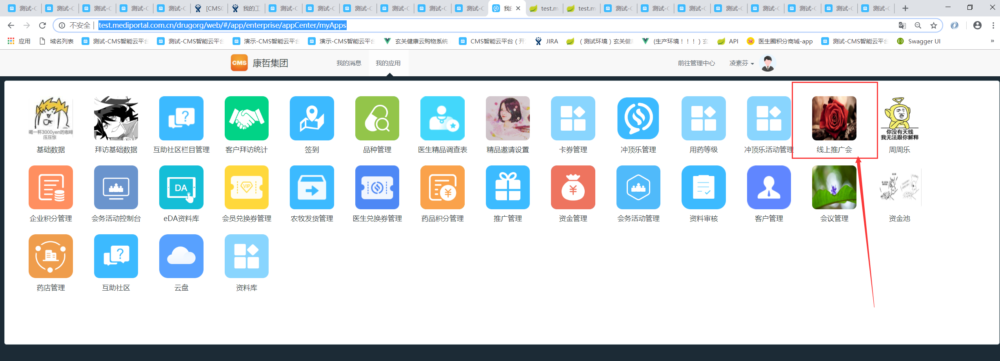 测试-C 测试-C 测试-C 测试-C 测试-C [CMS 我的工 测试-C 测试-C 测试-C 测试-C 测试-C 测试-C 我的 test.m test.m 测试-C 测试-C 测试-C 测试-C 测试-C 测试-C 测试-C 测试-C
不安全 test.mediportal.com.cn/drugorg/web/#/app/enterprise/appCenter/myApps
应用 域名列表 测试-CMS智能云平台 测试-CMS智能云平台 演示-CMS智能云平台 演示-CMS智能云平台 玄关健康云购物系统 CMS智能云平台（开 JIRA （测试环境）玄关健 (生产环境！！！）玄 API 医生圈积分商城-app 测试-CMS智能云平台 Swagger UI »
CMS 康哲集团 我的消息 我的应用 前往管理中心 凌素芬
喝一杯3000yen的咖啡
压压惊
你没有天线
我无法跟你解释
基础数据 拜访基础数据 互助社区栏目管理 客户拜访统计 签到 品种管理 医生精品调查表 精品邀请设置 卡券管理 冲顶乐管理 用药等级 冲顶乐活动管理 线上推广会 周周乐
DA VIP
企业积分管理 会务活动控制台 eDA资料库 会员兑换券管理 农牧发货管理 医生兑换券管理 药品积分管理 推广管理 资金管理 会务活动管理 资料审核 客户管理 会议管理 资金池
药店管理 互助社区 云盘 资料库